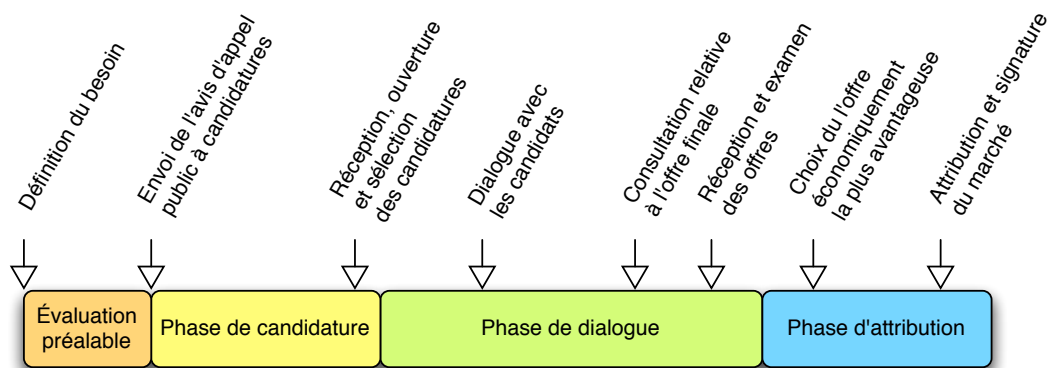 Définition du besoin
Envoi de l'avis d'appel
public à candidatures
Réception, ouverture
et sélection
des candidatures
Dialogue avec
les candidats
Consultation relative
à l'offre finale
Réception et examen
des offres
Choix du l'offre
économiquement
la plus avantageuse
Attribution et signature
du marché
Évaluation
préalable
Phase de candidature
Phase de dialogue
Phase d'attribution